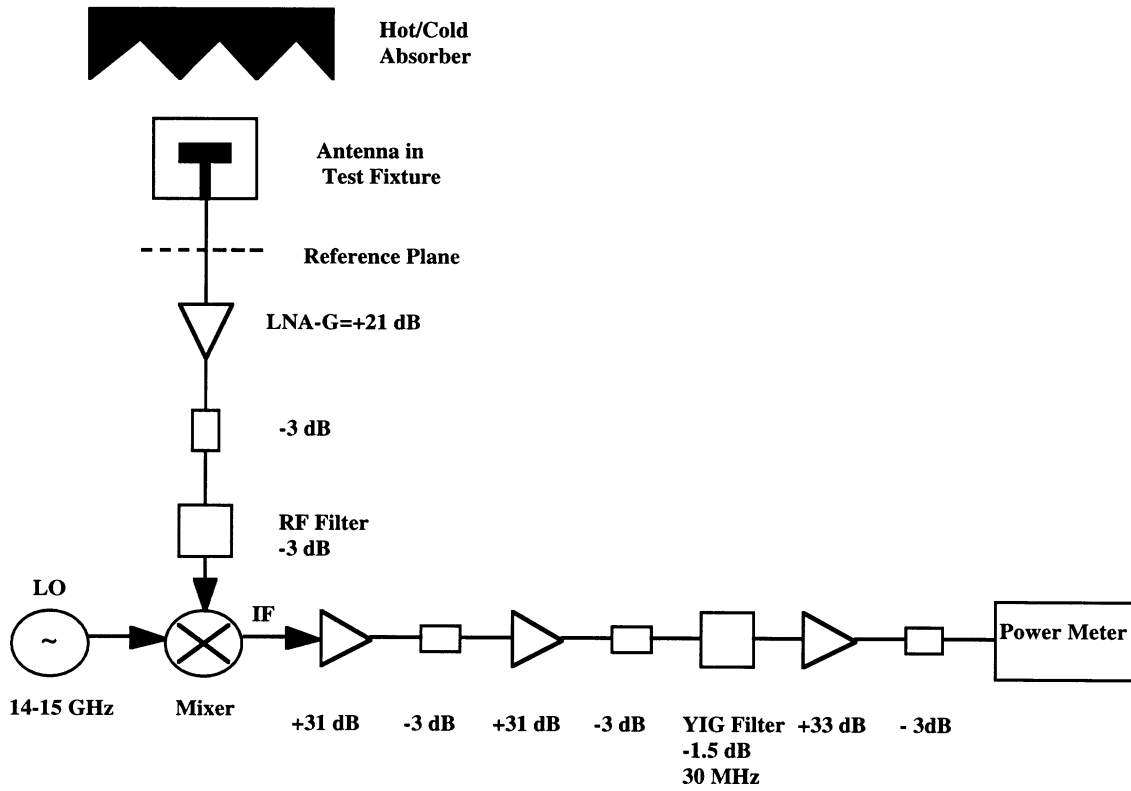 Hot/Cold
Absorber
Antenna in
Test Fixture
Reference Plane
LNA-G=+21 dB
-3 dB
RF Filter
-3 dB
LO
IF
~
Power Meter
14-15 GHz
Mixer
+31 dB
-3 dB
+31 dB
-3 dB
YIG Filter
-1.5 dB
30 MHz
+33 dB
- 3dB